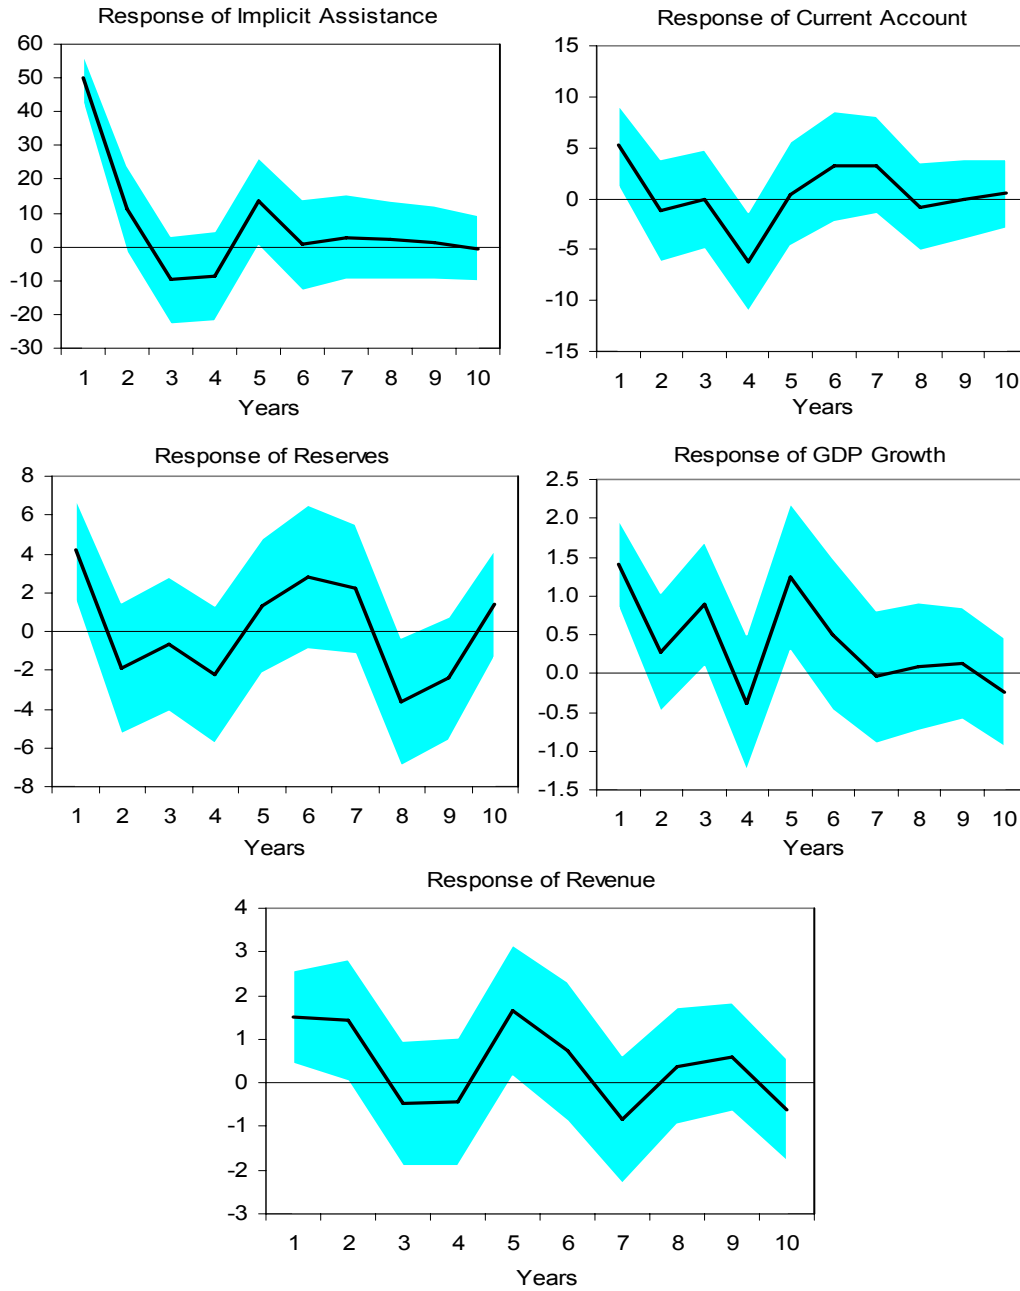 Response of Implicit Assistance
60
50
40
30
20
10
0
-10
-20
-30
1 2 3 4 5 6 7 8 9 10
Years
Response of Current Account
15
10
5
0
-5
-10
-15
1 2 3 4 5 6 7 8 9 10
Years
Response of Reserves
8
6
4
2
0
-2
-4
-6
-8
1 2 3 4 5 6 7 8 9 10
Years
Response of GDP Growth
2.5
2.0
1.5
1.0
0.5
0.0
-0.5
-1.0
-1.5
1 2 3 4 5 6 7 8 9 10
Years
Response of Revenue
4
3
2
1
0
-1
-2
-3
1 2 3 4 5 6 7 8 9 10
Years